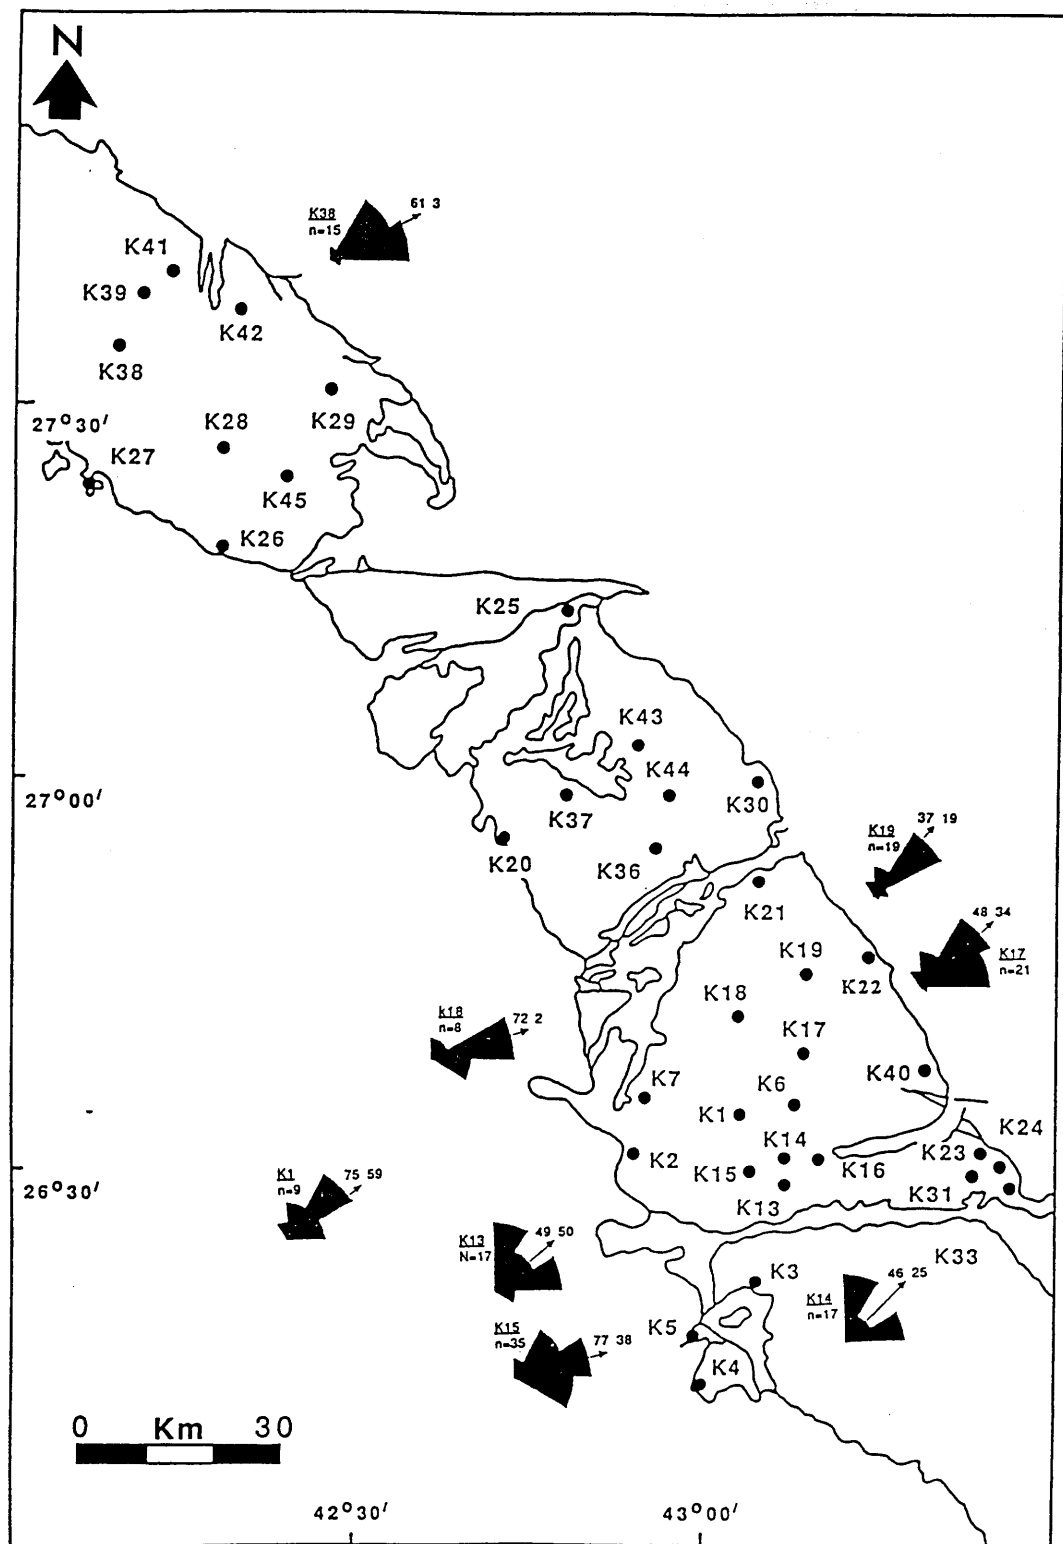 N
K38
n=15
61 3
K41
K39
K42
K38
27°30'
K28
K29
K27
K45
K26
K25
K43
K44
27°00'
K37
K30
K20
K36
K19
n=19
37 19
K21
48 34
K17
n=21
K19
K22
K18
k18
n=8
72 2
K17
K7
K6
K40
K1
K24
K14
K23
K2
K15
K16
K31
26°30'
K13
K1
n=9
75 59
K13
N=17
49 50
K33
K3
K14
n=17
46 25
K5
K15
n=35
77 38
K4
0 Km 30
42°30'
43°00'